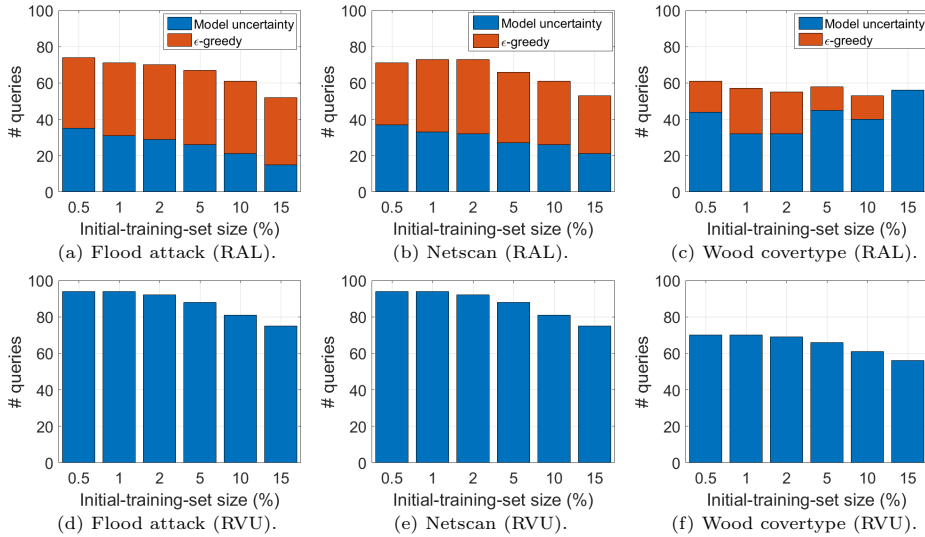 100
80
60
40
20
0
# queries
Model uncertainty
ϵ-greedy
0.5 1 2 5 10 15
Initial-training-set size (%)
(a) Flood attack (RAL).
100
80
60
40
20
0
# queries
Model uncertainty
ϵ-greedy
0.5 1 2 5 10 15
Initial-training-set size (%)
(b) Netscan (RAL).
100
80
60
40
20
0
# queries
Model uncertainty
ϵ-greedy
0.5 1 2 5 10 15
Initial-training-set size (%)
(c) Wood covertype (RAL).
100
80
60
40
20
0
# queries
0.5 1 2 5 10 15
Initial-training-set size (%)
(d) Flood attack (RVU).
100
80
60
40
20
0
# queries
0.5 1 2 5 10 15
Initial-training-set size (%)
(e) Netscan (RVU).
100
80
60
40
20
0
# queries
0.5 1 2 5 10 15
Initial-training-set size (%)
(f) Wood covertype (RVU).